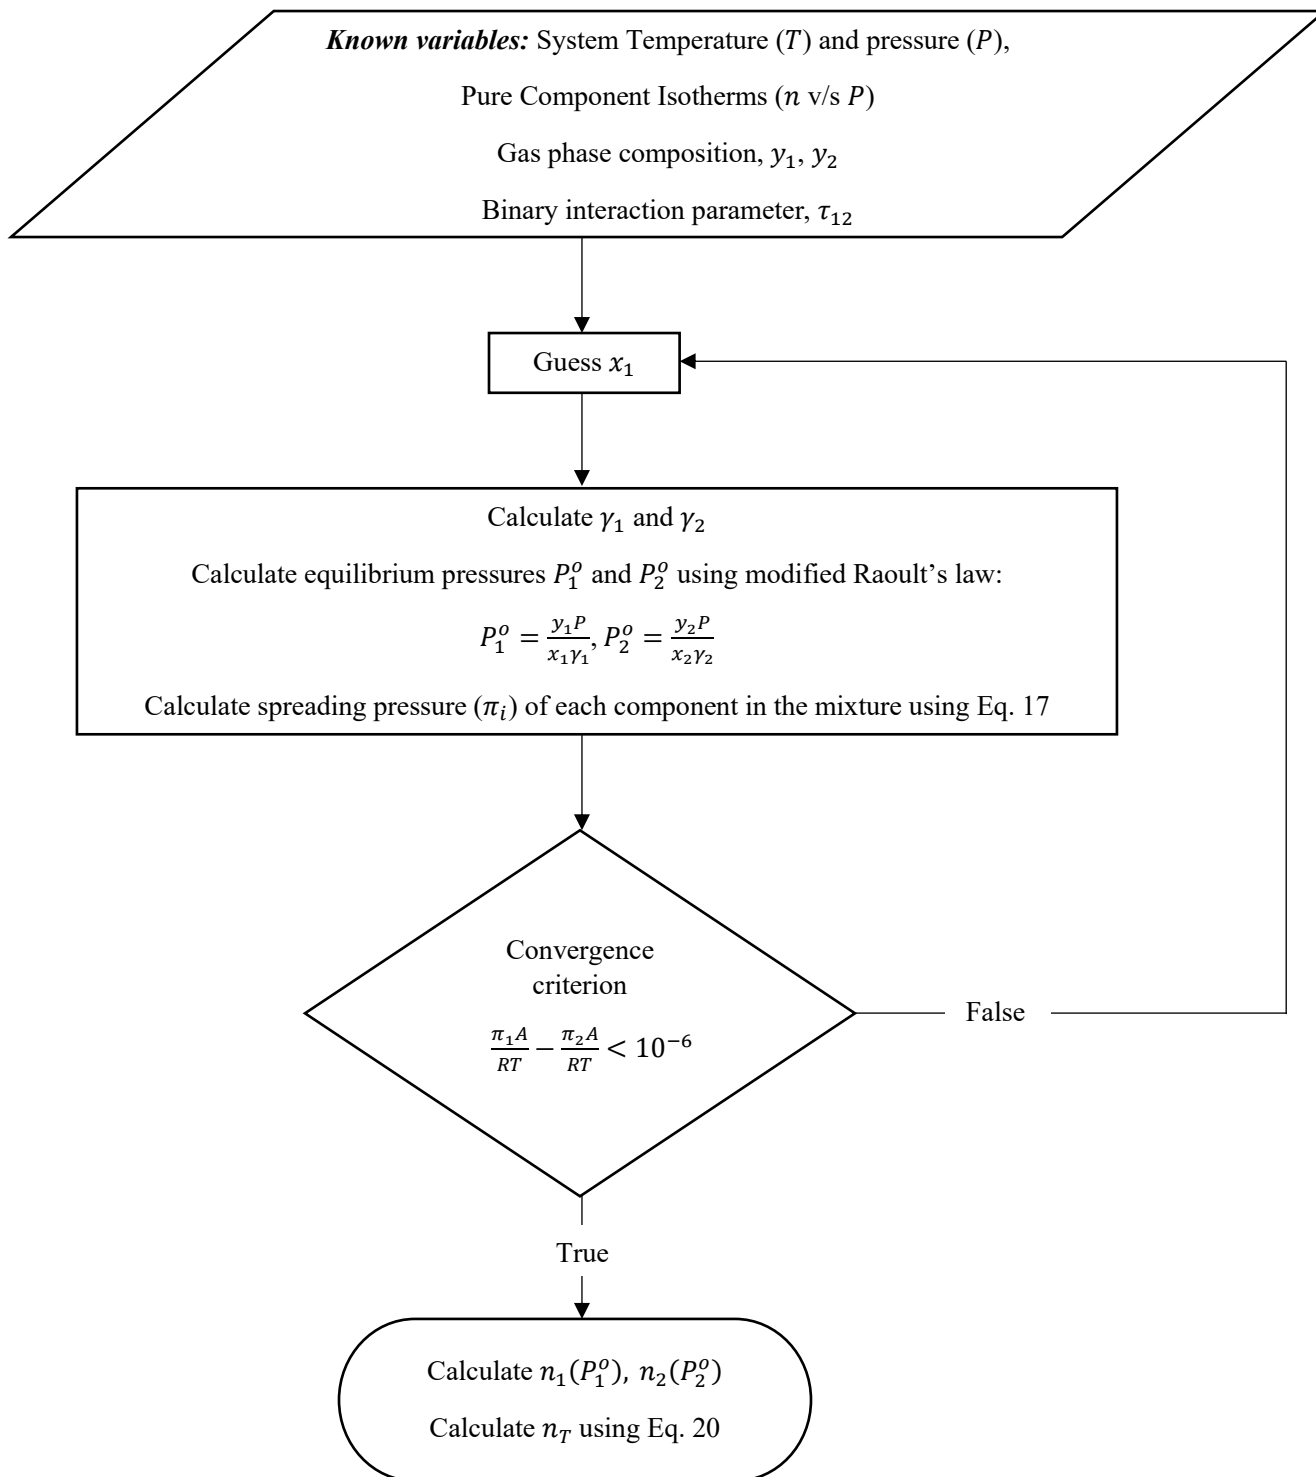 Known variables: System Temperature (T) and pressure (P),
Pure Component Isotherms (n v/s P)
Gas phase composition, y₁, y₂
Binary interaction parameter, τ₁₂
Guess x₁
Calculate γ₁ and γ₂
Calculate equilibrium pressures P₁ᵒ and P₂ᵒ using modified Raoult’s law:
P₁ᵒ = y₁P/x₁γ₁, P₂ᵒ = y₂P/x₂γ₂
Calculate spreading pressure (πᵢ) of each component in the mixture using Eq. 17
Convergence
criterion
π₁A/RT − π₂A/RT < 10⁻⁶
False
True
Calculate n₁(P₁ᵒ), n₂(P₂ᵒ)
Calculate n_T using Eq. 20